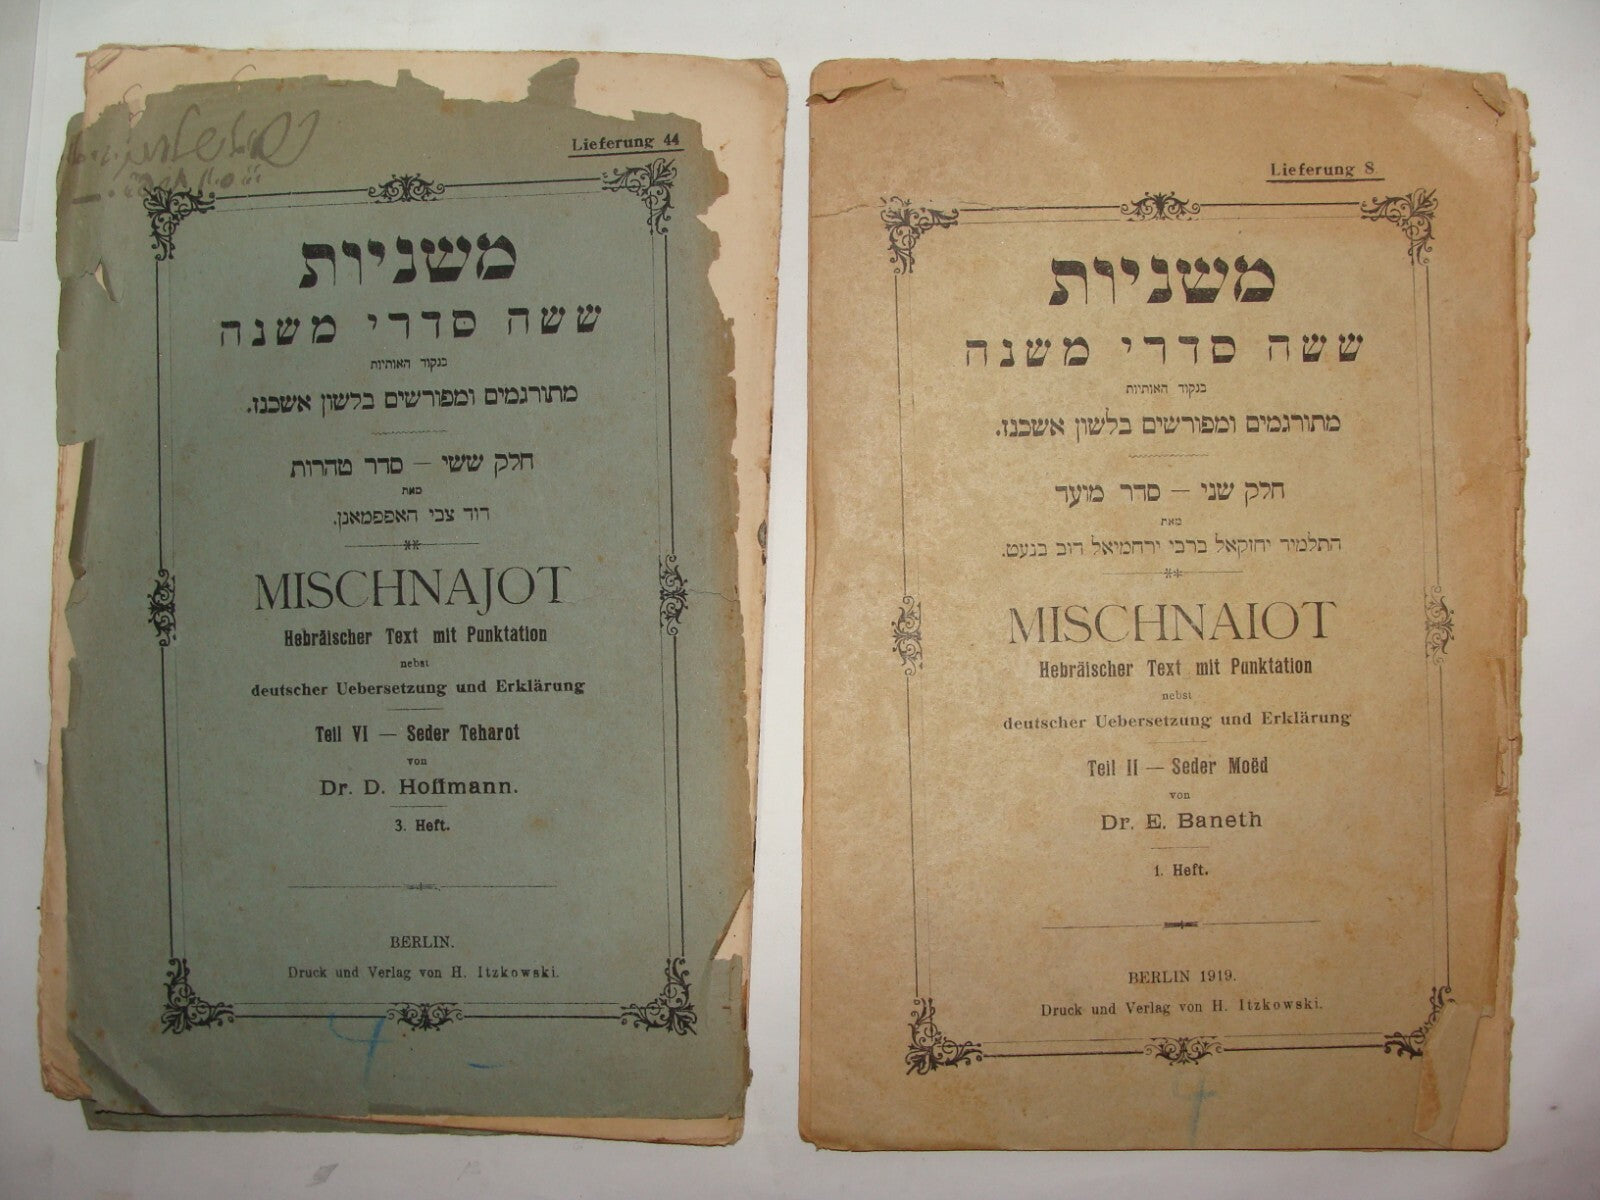 Lieferung 44
משניות
ששה סדרי משנה
בנקוד האותיות
מתורגמים ומפורשים בלשון אשכנז.
חלק ששי — סדר טהרות
מאת
דוד צבי האפפמאנן.
MISCHNAJOT
Hebräischer Text mit Punktation
nebst
deutscher Uebersetzung und Erklärung
Teil VI — Seder Teharot
von
Dr. D. Hoffmann.
3. Heft.
BERLIN.
Druck und Verlag von H. Itzkowski.
Lieferung 8
משניות
ששה סדרי משנה
בנקוד האותיות
מתורגמים ומפורשים בלשון אשכנז.
חלק שני — סדר מועד
מאת
התלמיד יחזקאל ברבי ירחמיאל דוב בנעט.
MISCHNAIOT
Hebräischer Text mit Punktation
nebst
deutscher Uebersetzung und Erklärung
Teil II — Seder Moëd
von
Dr. E. Baneth
1. Heft.
BERLIN 1919.
Druck und Verlag von H. Itzkowski.